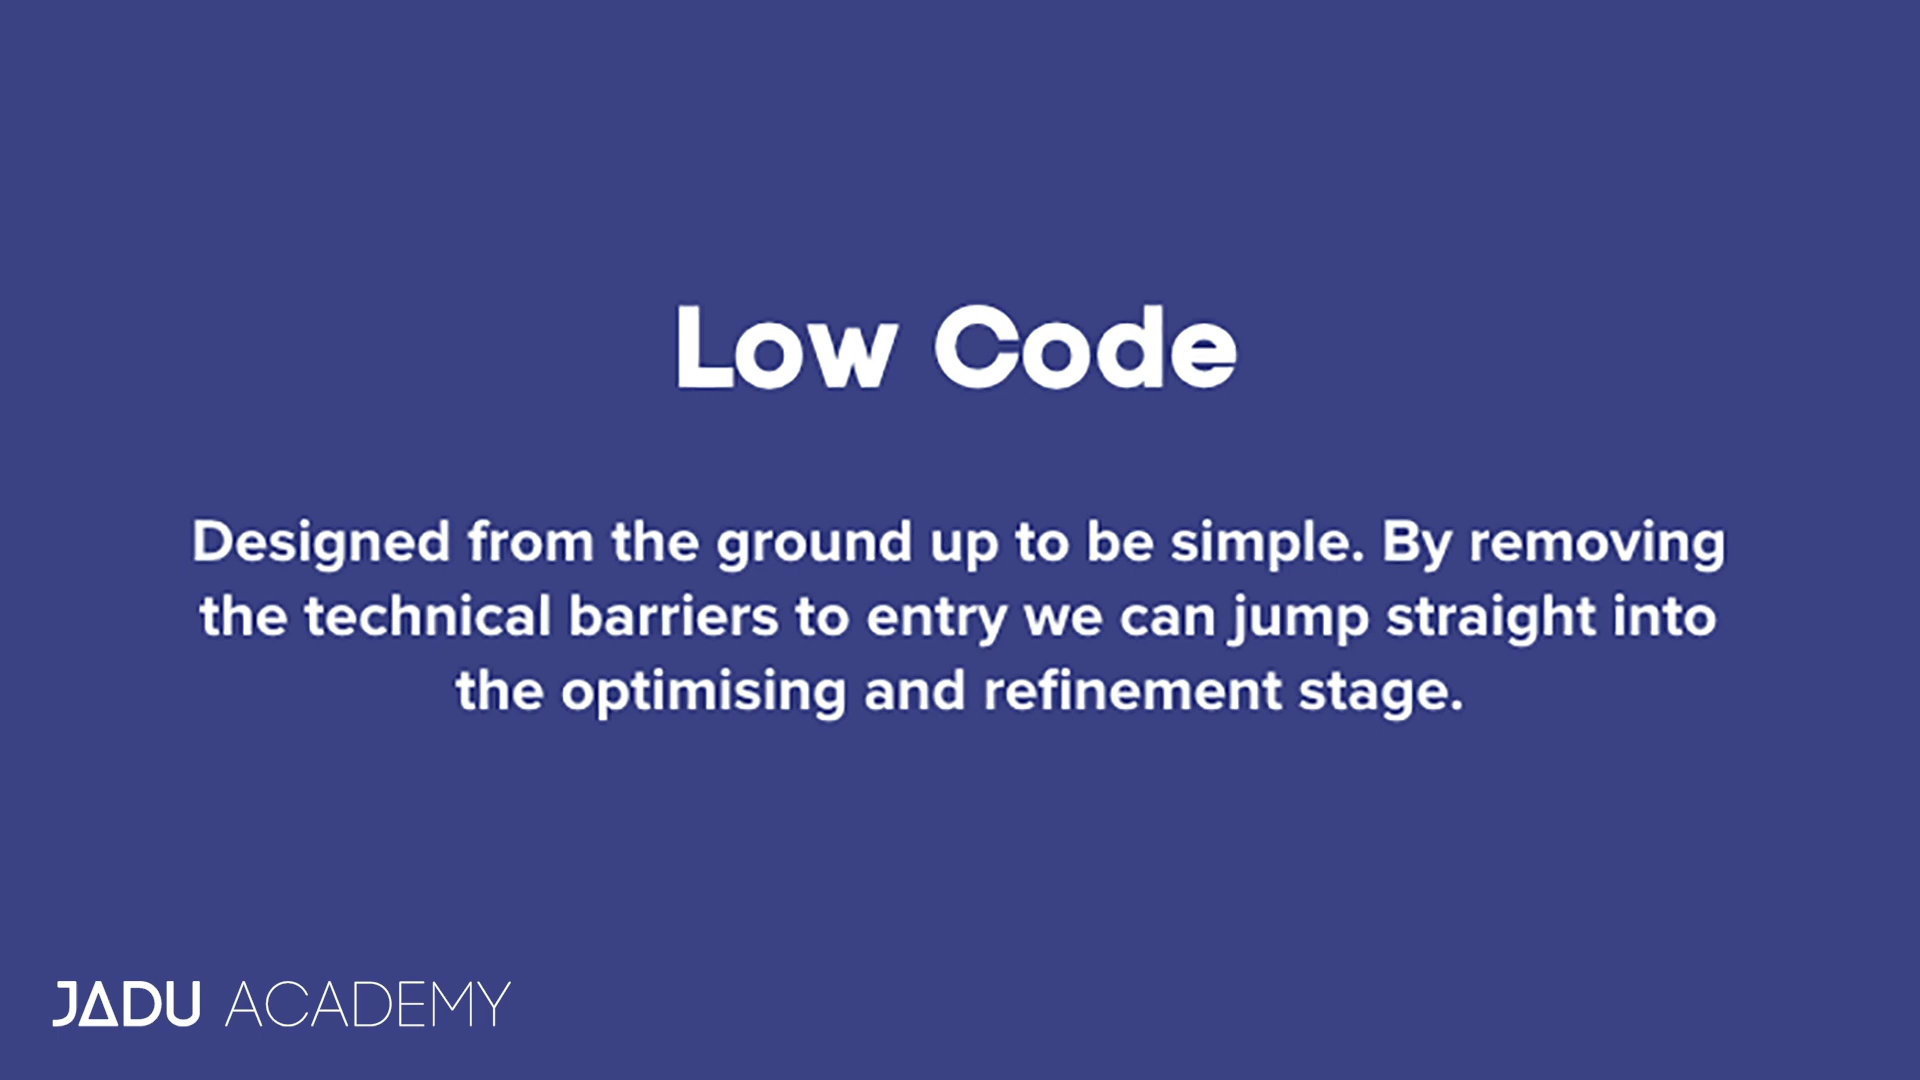 Low Code
Designed from the ground up to be simple. By removing
the technical barriers to entry we can jump straight into
the optimising and refinement stage.
JADU ACADEMY